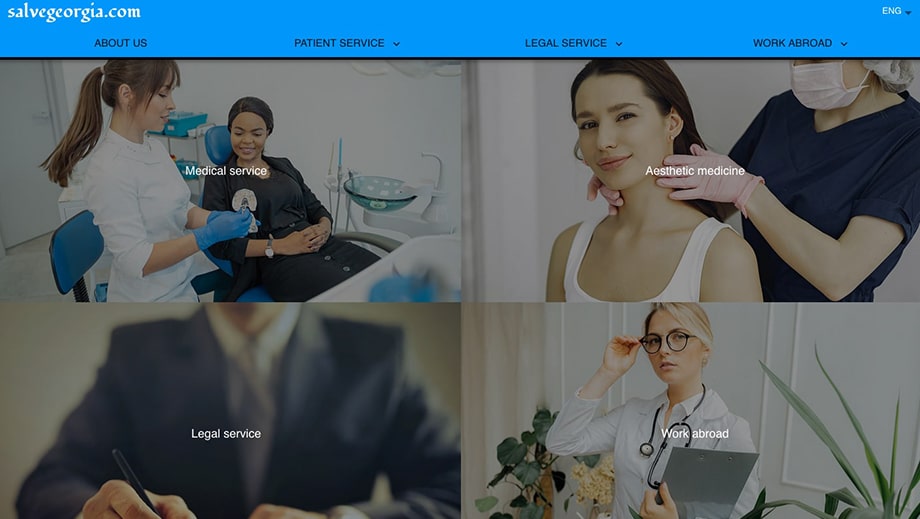 salvegeorgia.com
ENG
ABOUT US
PATIENT SERVICE
LEGAL SERVICE
WORK ABROAD
Medical service
Aesthetic medicine
Legal service
Work abroad